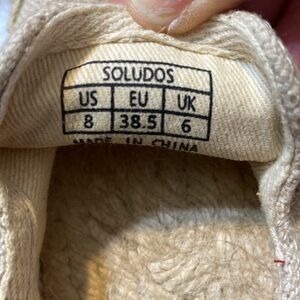 SOLUDOS
US EU UK
8 38.5 6
MADE IN CHINA